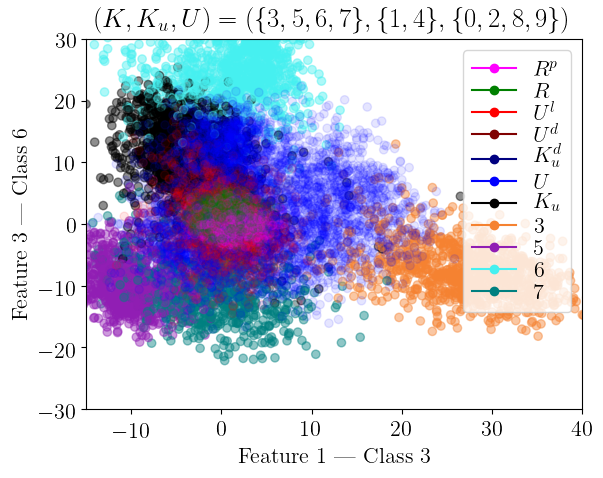 (K, K_u, U) = ({3, 5, 6, 7}, {1, 4}, {0, 2, 8, 9})
30
20
10
0
−10
−20
−30
Feature 3 — Class 6
R^p
R
U^l
U^d
K_u^d
U
K_u
3
5
6
7
−10
0
10
20
30
40
Feature 1 — Class 3